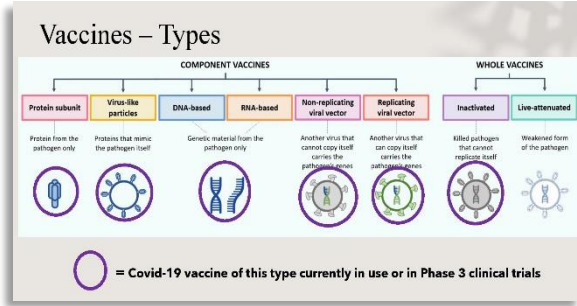 Vaccines – Types
COMPONENT VACCINES
WHOLE VACCINES
Protein subunit
Virus-like particles
DNA-based
RNA-based
Non-replicating viral vector
Replicating viral vector
Inactivated
Live-attenuated
Protein from the pathogen only
Proteins that mimic the pathogen itself
Genetic material from the pathogen only
Another virus that cannot copy itself carries the pathogen's genes
Another virus that can copy itself carries the pathogen's genes
Killed pathogen that cannot replicate itself
Weakened form of the pathogen
= Covid-19 vaccine of this type currently in use or in Phase 3 clinical trials